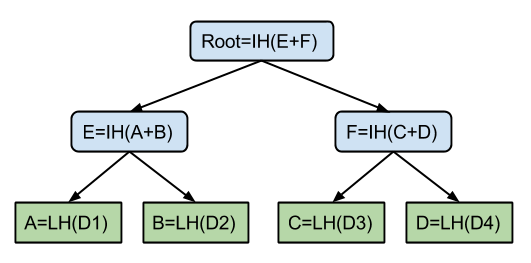 Root=IH(E+F)
E=IH(A+B)
F=IH(C+D)
A=LH(D1)
B=LH(D2)
C=LH(D3)
D=LH(D4)